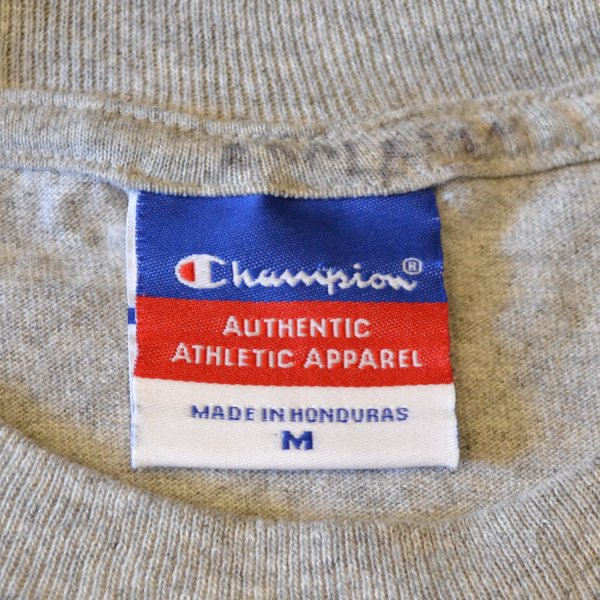 Champion®
AUTHENTIC
ATHLETIC APPAREL
MADE IN HONDURAS
M